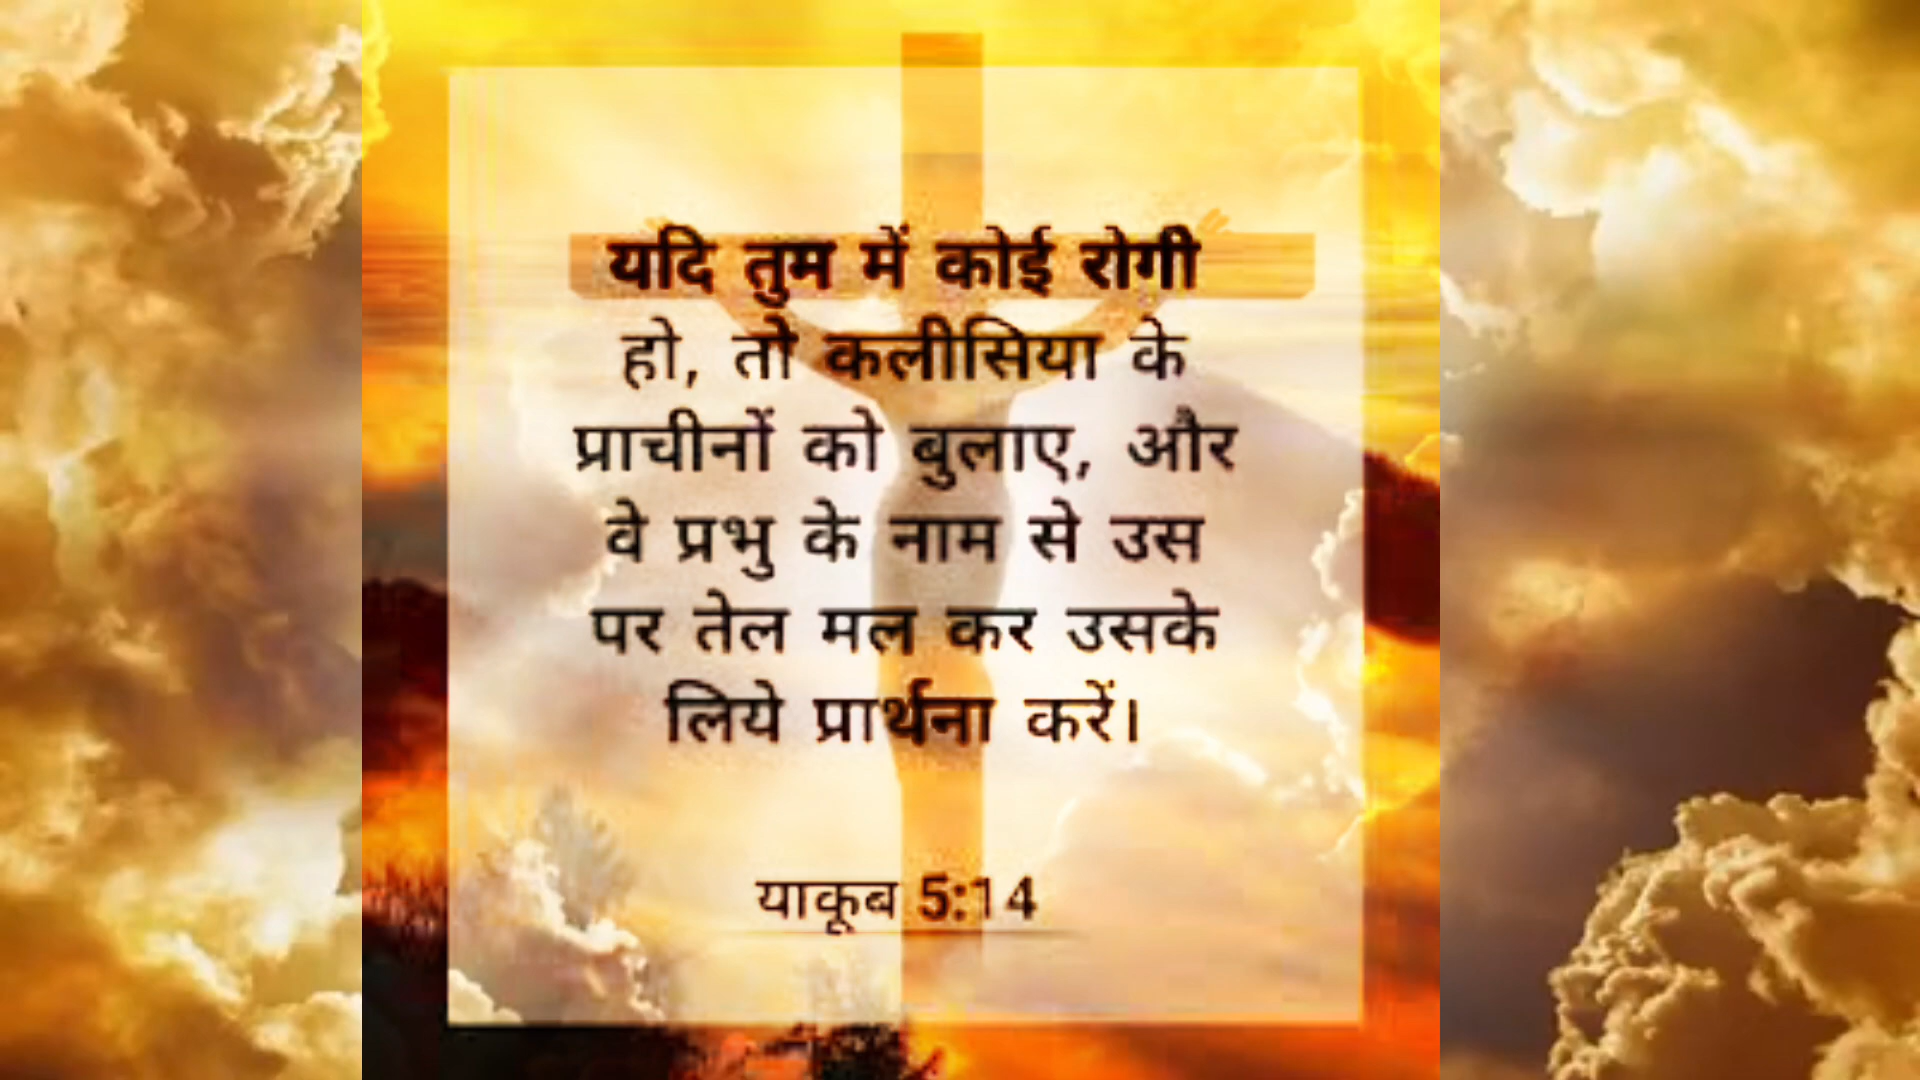 यदि तुम में कोई रोगी
हो, तो कलीसिया के
प्राचीनों को बुलाए, और
वे प्रभु के नाम से उस
पर तेल मल कर उसके
लिये प्रार्थना करें।
याकूब 5:14